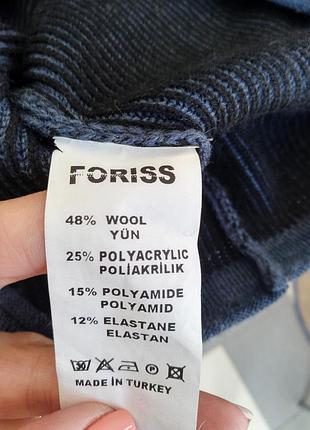 FORISS
48% WOOL
YÜN
25% POLYACRYLIC
POLİAKRİLİK
15% POLYAMIDE
POLYAMID
12% ELASTANE
ELASTAN
MADE IN TURKEY